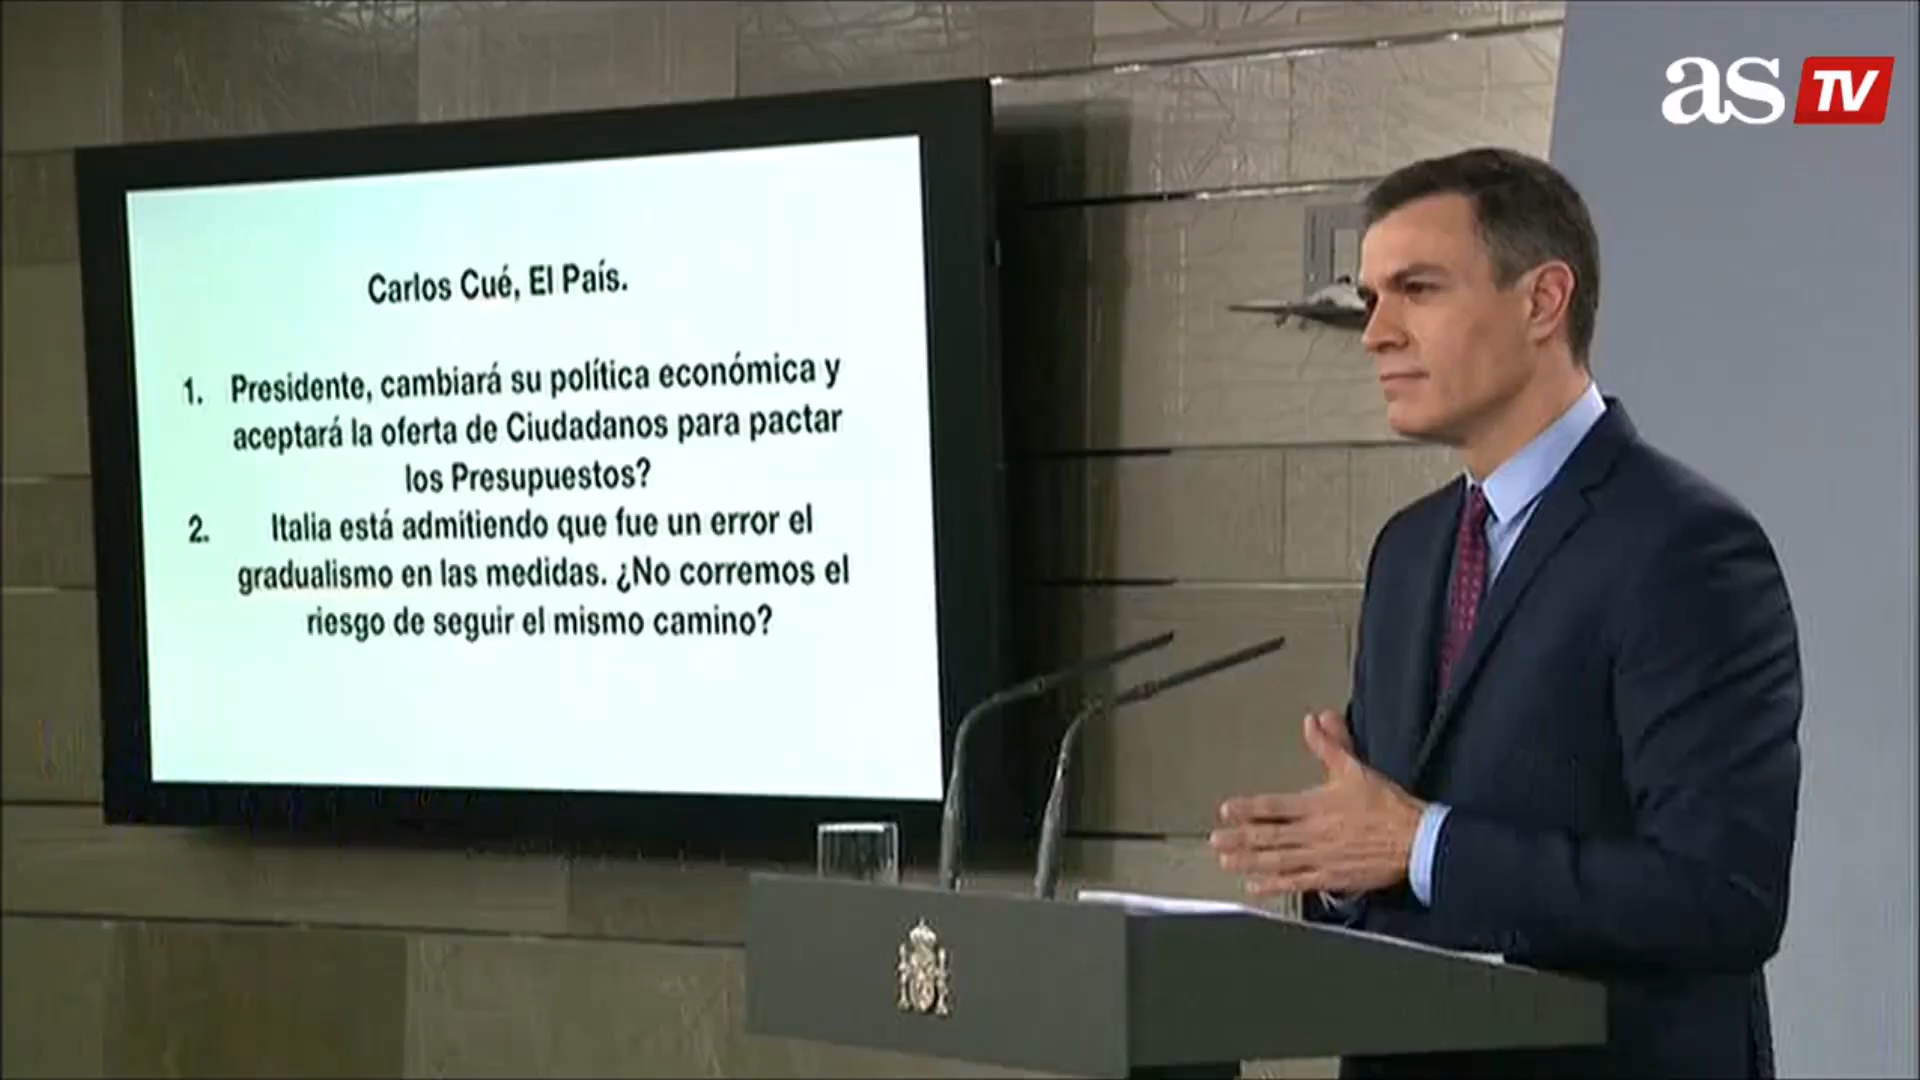 as TV
Carlos Cué, El País.
1. Presidente, cambiará su política económica y
aceptará la oferta de Ciudadanos para pactar
los Presupuestos?
2. Italia está admitiendo que fue un error el
gradualismo en las medidas. ¿No corremos el
riesgo de seguir el mismo camino?